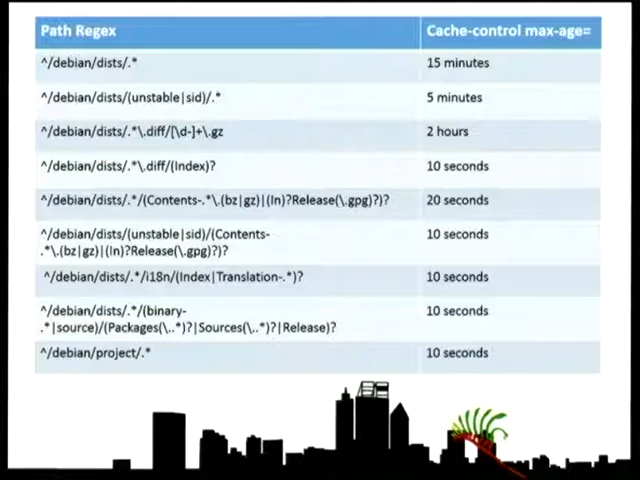 Path Regex Cache-control max-age=
^/debian/dists/.* 15 minutes
^/debian/dists/(unstable|sid)/.* 5 minutes
^/debian/dists/.*\.diff/[\d-]+\.gz 2 hours
^/debian/dists/.*\.diff/(Index)? 10 seconds
^/debian/dists/.*/(Contents-.*\.(bz|gz)|(In)?Release(\.gpg)?)? 20 seconds
^/debian/dists/(unstable|sid)/(Contents-
.*\.(bz|gz)|(In)?Release(\.gpg)?)? 10 seconds
^/debian/dists/.*/i18n/(Index|Translation-.*)? 10 seconds
^/debian/dists/.*/(binary-
.*|source)/(Packages(\..*)?|Sources(\..*)?|Release)? 10 seconds
^/debian/project/.* 10 seconds